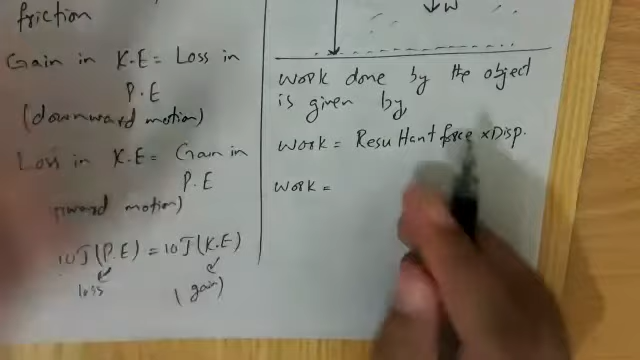 friction
Gain in K.E = Loss in
P.E
(downward motion)
Loss in K.E = Gain in
P.E
motion)
10J (P.E) = 10J (K.E)
loss
(gain)
W
Work done by the object
is given by,
Work = Resultant force × Disp.
Work =